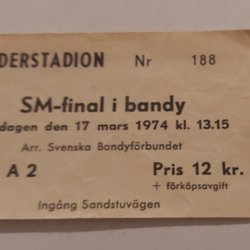 DERSTADION Nr 188
SM-final i bandy
dagen den 17 mars 1974 kl. 13.15
Arr. Svenska Bandyförbundet
A 2 Pris 12 kr.
+ förköpsavgift
Ingång Sandstuvägen